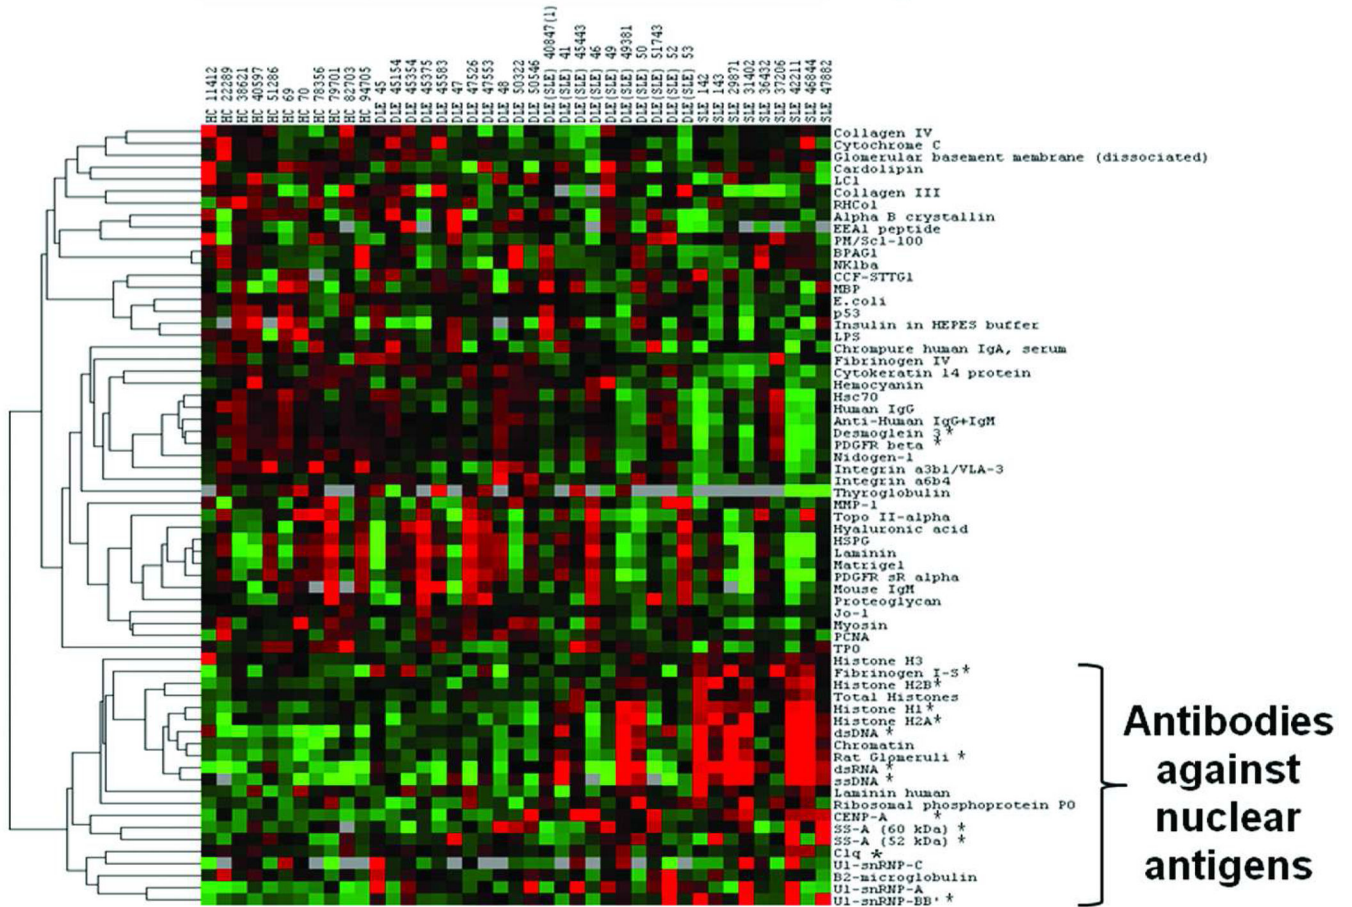 HC 11412
HC 22289
HC 38621
HC 40597
HC 51286
HC 69
HC 70
HC 78356
HC 79701
HC 82703
HC 94705
DLE 45
DLE 45154
DLE 45354
DLE 45375
DLE 45583
DLE 47
DLE 47526
DLE 47553
DLE 48
DLE 50322
DLE 50546
DLE(SLE) 40847(1)
DLE(SLE) 41
DLE(SLE) 45443
DLE(SLE) 46
DLE(SLE) 49
DLE(SLE) 49381
DLE(SLE) 50
DLE(SLE) 51743
DLE(SLE) 52
DLE(SLE) 53
SLE 142
SLE 143
SLE 29871
SLE 31402
SLE 36432
SLE 37206
SLE 42211
SLE 46844
SLE 47882
Collagen IV
Cytochrome C
Glomerular basement membrane (dissociated)
Cardolipin
LC1
Collagen III
RHCol
Alpha B crystallin
EEA1 peptide
PM/Scl-100
BPAG1
NKlba
CCF-STTG1
MBP
E.coli
p53
Insulin in HEPES buffer
LPS
Chrompure human IgA, serum
Fibrinogen IV
Cytokeratin 14 protein
Hemocyanin
Hsc70
Human IgG
Anti-Human IgG+IgM
Desmoglein 3 *
PDGFR beta *
Nidogen-1
Integrin a3b1/VLA-3
Integrin a6b4
Thyroglobulin
MMP-1
Topo II-alpha
Hyaluronic acid
HSPG
Laminin
Matrigel
PDGFR sR alpha
Mouse IgM
Proteoglycan
Jo-1
Myosin
PCNA
TPO
Histone H3
Fibrinogen I-S *
Histone H2B *
Total Histones
Histone H1 *
Histone H2A *
dsDNA *
Chromatin
Rat Glomeruli *
dsRNA *
ssDNA *
Laminin human
Ribosomal phosphoprotein P0
CENP-A *
SS-A (60 kDa) *
SS-A (52 kDa) *
C1q *
U1-snRNP-C
B2-microglobulin
U1-snRNP-A
U1-snRNP-BB' *
Antibodies
against
nuclear
antigens